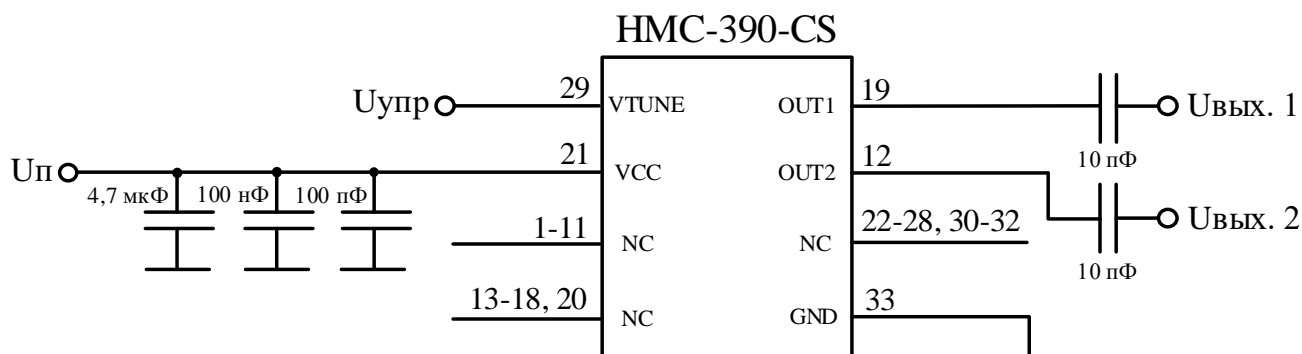 HMC-390-CS
Uупр
29
VTUNE
OUT1
19
Uвых. 1
10 пФ
Uп
21
VCC
OUT2
12
4,7 мкФ
100 нФ
100 пФ
Uвых. 2
10 пФ
1-11
NC
NC
22-28, 30-32
13-18, 20
NC
GND
33